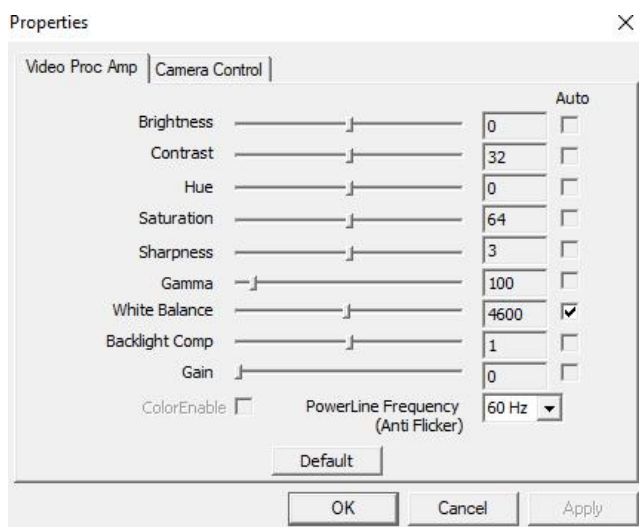 Properties
Video Proc Amp Camera Control
Auto
Brightness 0
Contrast 32
Hue 0
Saturation 64
Sharpness 3
Gamma 100
White Balance 4600
Backlight Comp 1
Gain 0
ColorEnable PowerLine Frequency 60 Hz
(Anti Flicker)
Default
OK Cancel Apply